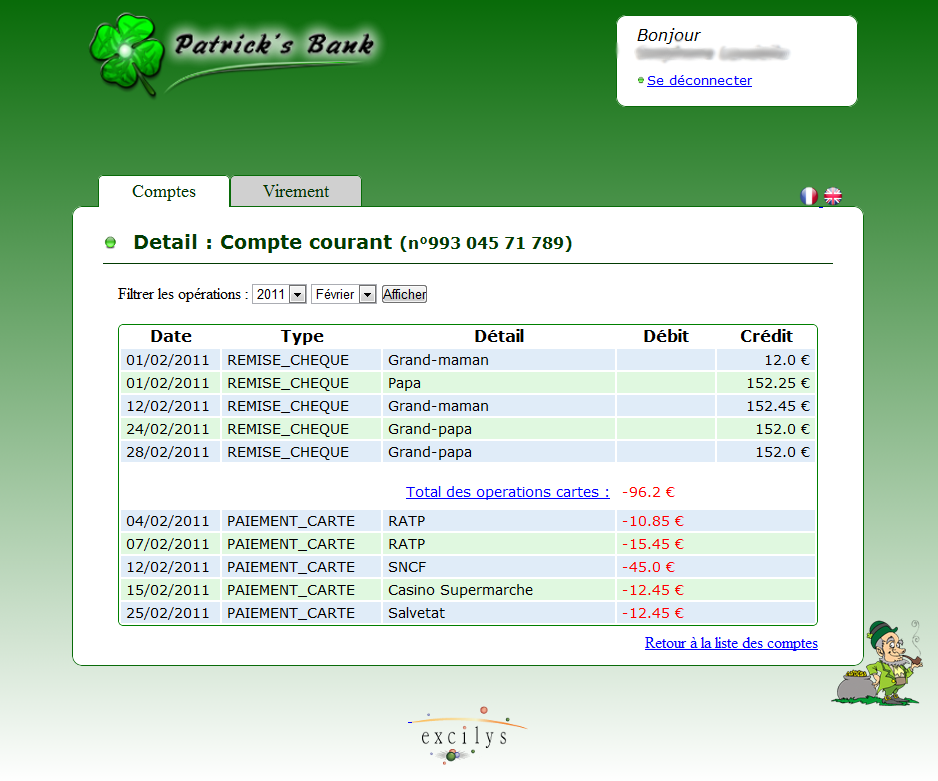 Patrick's Bank
Bonjour
Se déconnecter
Comptes Virement
Detail : Compte courant (n°993 045 71 789)
Filtrer les opérations : 2011 Février Afficher
Date Type Détail Débit Crédit
01/02/2011 REMISE_CHEQUE Grand-maman 12.0 €
01/02/2011 REMISE_CHEQUE Papa 152.25 €
12/02/2011 REMISE_CHEQUE Grand-maman 152.45 €
24/02/2011 REMISE_CHEQUE Grand-papa 152.0 €
28/02/2011 REMISE_CHEQUE Grand-papa 152.0 €
Total des operations cartes : -96.2 €
04/02/2011 PAIEMENT_CARTE RATP -10.85 €
07/02/2011 PAIEMENT_CARTE RATP -15.45 €
12/02/2011 PAIEMENT_CARTE SNCF -45.0 €
15/02/2011 PAIEMENT_CARTE Casino Supermarche -12.45 €
25/02/2011 PAIEMENT_CARTE Salvetat -12.45 €
Retour à la liste des comptes
excilys